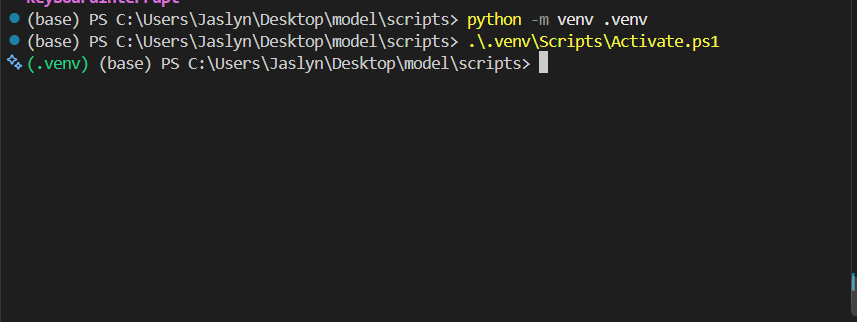 KeyboardInterrupt
(base) PS C:\Users\Jaslyn\Desktop\model\scripts> python -m venv .venv
(base) PS C:\Users\Jaslyn\Desktop\model\scripts> .\.venv\Scripts\Activate.ps1
(.venv) (base) PS C:\Users\Jaslyn\Desktop\model\scripts>